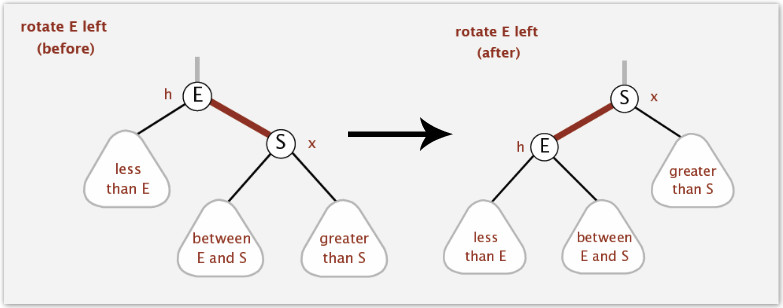 rotate E left
(before)
h
E
S
x
less
than E
between
E and S
greater
than S
rotate E left
(after)
S
x
h
E
greater
than S
less
than E
between
E and S